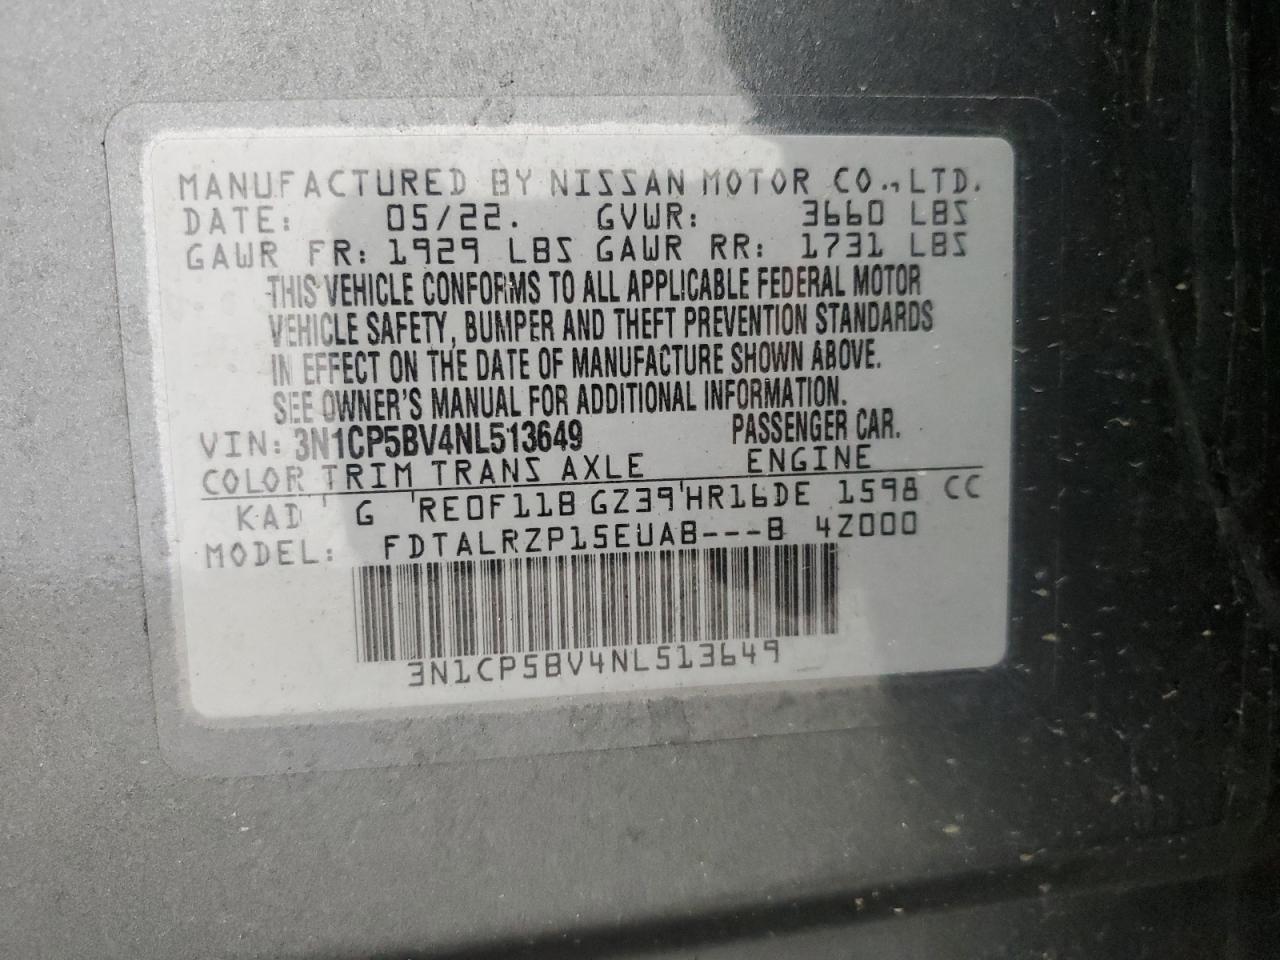 MANUFACTURED BY NISSAN MOTOR CO., LTD.
DATE: 05/22. GVWR: 3660 LBS
GAWR FR: 1929 LBS GAWR RR: 1731 LBS
THIS VEHICLE CONFORMS TO ALL APPLICABLE FEDERAL MOTOR
VEHICLE SAFETY, BUMPER AND THEFT PREVENTION STANDARDS
IN EFFECT ON THE DATE OF MANUFACTURE SHOWN ABOVE.
SEE OWNER'S MANUAL FOR ADDITIONAL INFORMATION.
VIN: 3N1CP5BV4NL513649 PASSENGER CAR.
COLOR TRIM TRANS AXLE ENGINE
KAD ' G 'RE0F11B GZ39'HR16DE 1598 CC
MODEL: FDTALRZP15EUAB---B 4Z000
3N1CP5BV4NL513649